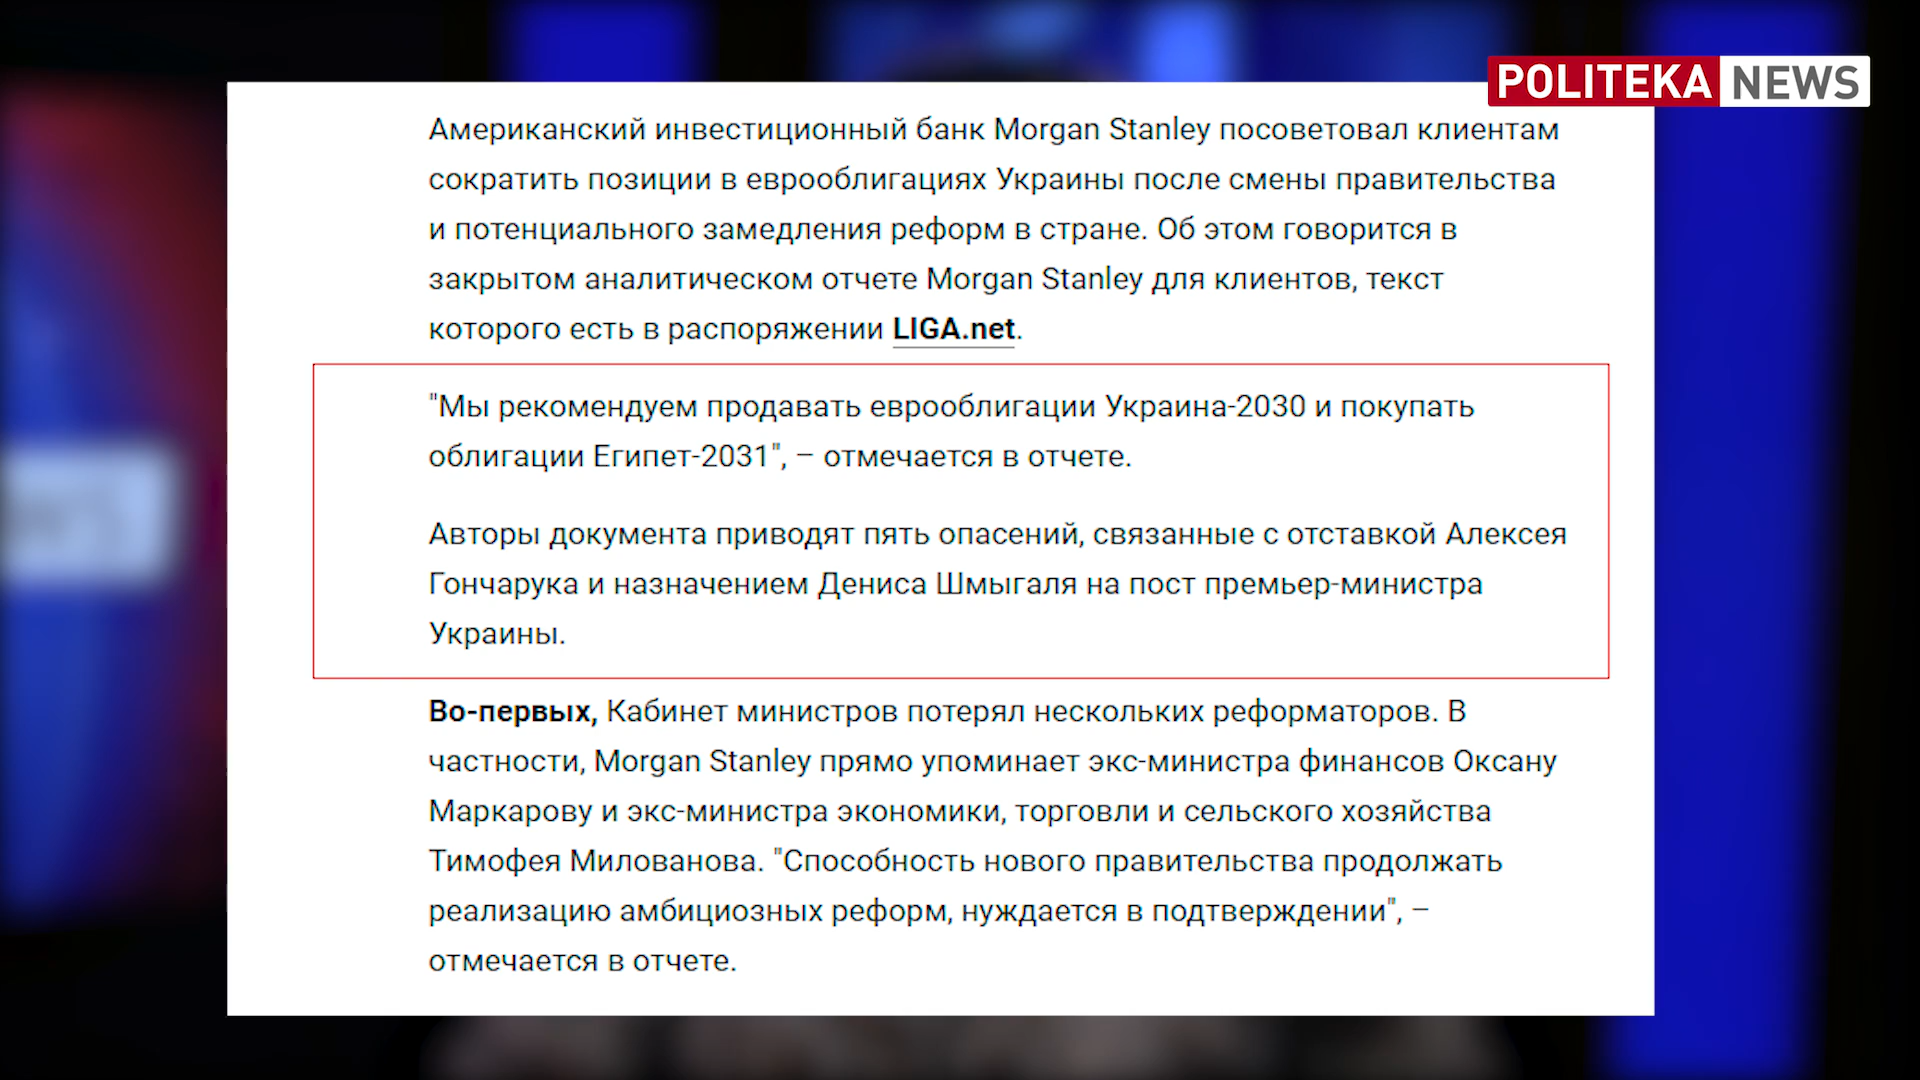 POLITEKA NEWS
Американский инвестиционный банк Morgan Stanley посоветовал клиентам
сократить позиции в еврооблигациях Украины после смены правительства
и потенциального замедления реформ в стране. Об этом говорится в
закрытом аналитическом отчете Morgan Stanley для клиентов, текст
которого есть в распоряжении LIGA.net.
"Мы рекомендуем продавать еврооблигации Украина-2030 и покупать
облигации Египет-2031", – отмечается в отчете.
Авторы документа приводят пять опасений, связанные с отставкой Алексея
Гончарука и назначением Дениса Шмыгаля на пост премьер-министра
Украины.
Во-первых, Кабинет министров потерял нескольких реформаторов. В
частности, Morgan Stanley прямо упоминает экс-министра финансов Оксану
Маркарову и экс-министра экономики, торговли и сельского хозяйства
Тимофея Милованова. "Способность нового правительства продолжать
реализацию амбициозных реформ, нуждается в подтверждении", –
отмечается в отчете.